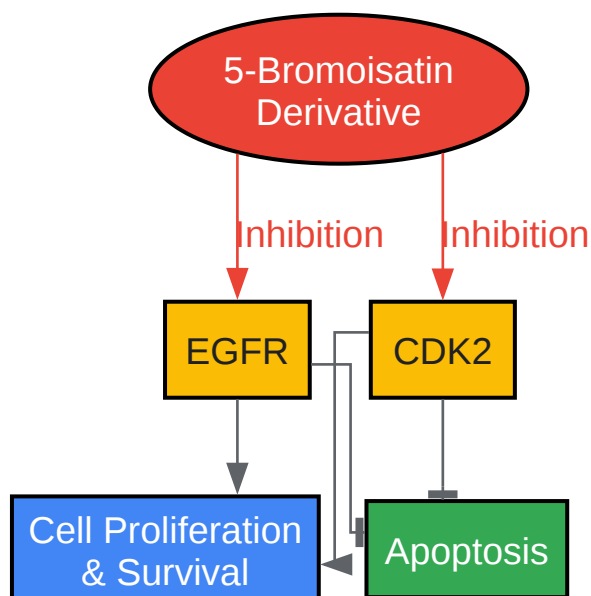 5-Bromoisatin
Derivative
Inhibition
Inhibition
EGFR
CDK2
Cell Proliferation
& Survival
Apoptosis